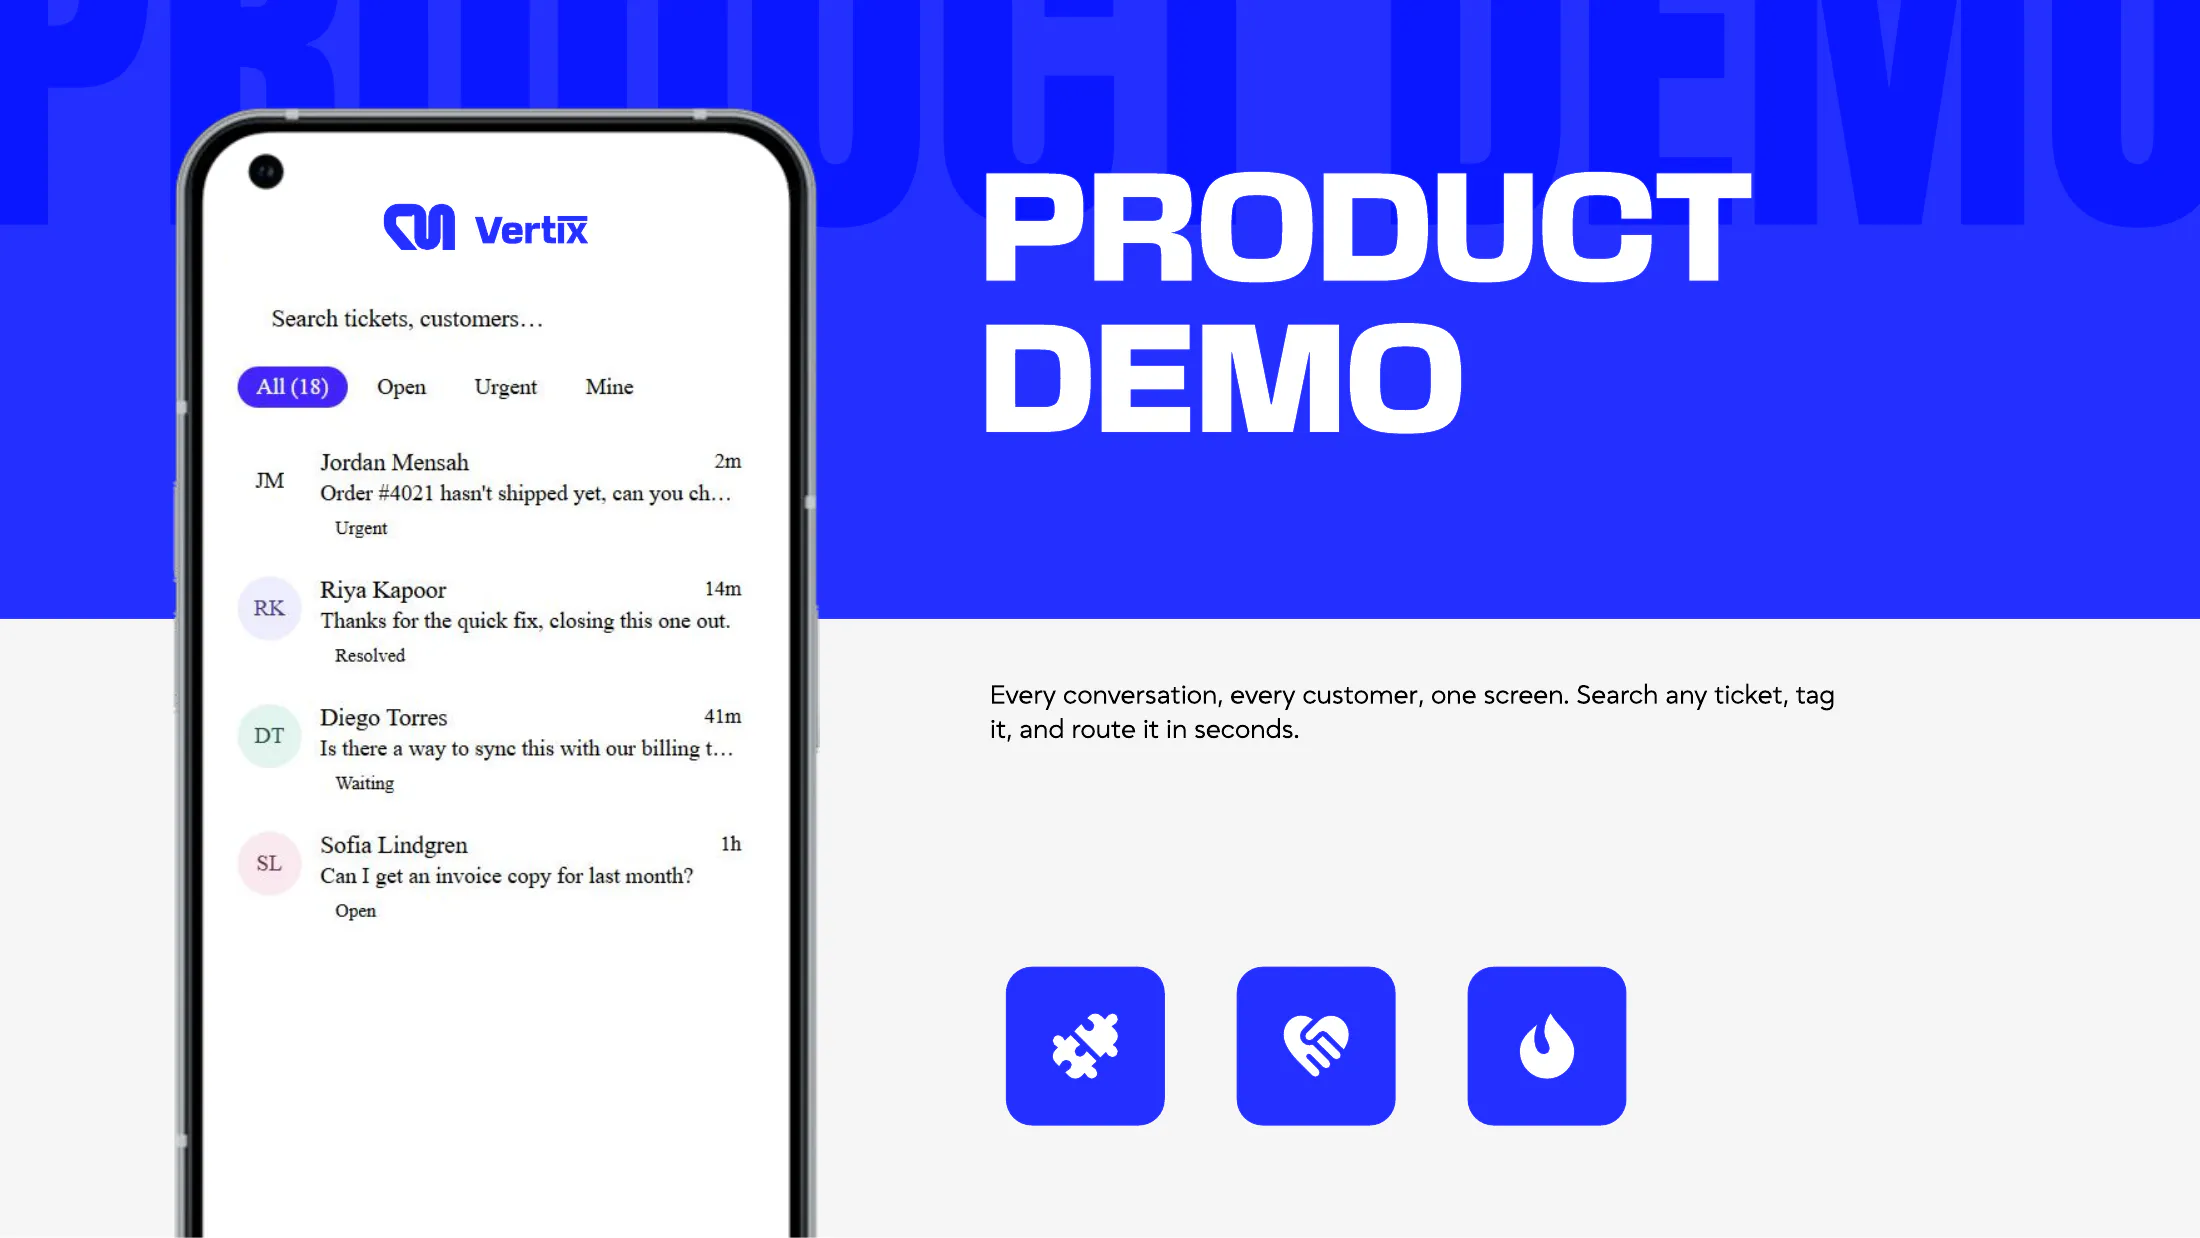 PRODUCT DEMO
Vertix
Search tickets, customers…
All (18) Open Urgent Mine
JM
Jordan Mensah 2m
Order #4021 hasn't shipped yet, can you ch…
Urgent
RK
Riya Kapoor 14m
Thanks for the quick fix, closing this one out.
Resolved
DT
Diego Torres 41m
Is there a way to sync this with our billing t…
Waiting
SL
Sofia Lindgren 1h
Can I get an invoice copy for last month?
Open
PRODUCT
DEMO
Every conversation, every customer, one screen. Search any ticket, tag
it, and route it in seconds.